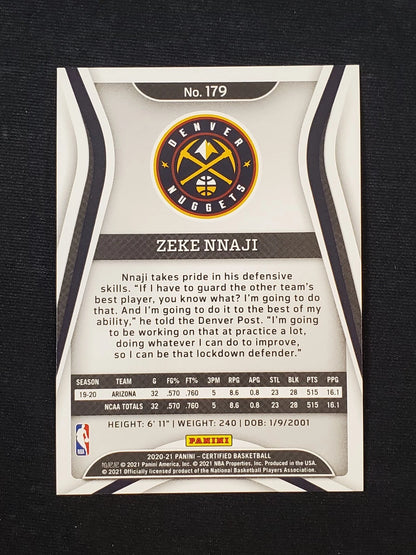 No. 179
DENVER
NUGGETS
ZEKE NNAJI
Nnaji takes pride in his defensive
skills. "If I have to guard the other team's
best player, you know what? I'm going to do
that. And I'm going to do it to the best of my
ability," he told the Denver Post. "I'm going
to be working on that at practice a lot,
doing whatever I can do to improve,
so I can be that lockdown defender."
SEASON TEAM G FG% FT% 3PM RPG APG STL BLK PTS PPG
19-20 ARIZONA 32 .570 .760 5 8.6 0.8 23 28 515 16.1
NCAA TOTALS 32 .570 .760 5 8.6 0.8 23 28 515 16.1
HEIGHT: 6' 11" | WEIGHT: 240 | DOB: 1/9/2001
NBA
PANINI
2020-21 PANINI – CERTIFIED BASKETBALL
© 2021 Panini America, Inc. © 2021 NBA Properties, Inc. Produced in the USA.
© 2021 Officially licensed product of the National Basketball Players Association.